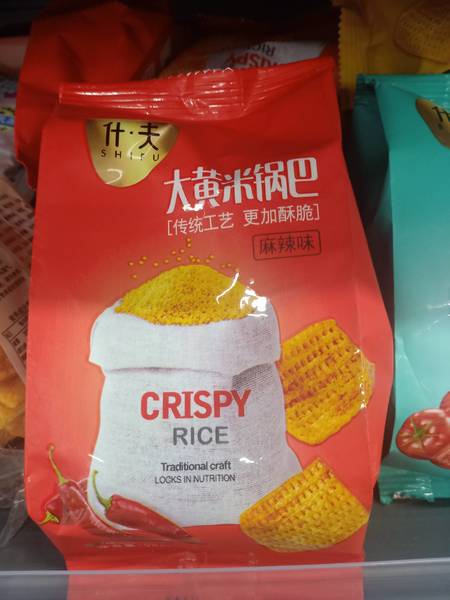 什·夫
SHIFU
大黄米锅巴
[传统工艺 更加酥脆]
麻辣味
CRISPY
RICE
Traditional craft
LOCKS IN NUTRITION